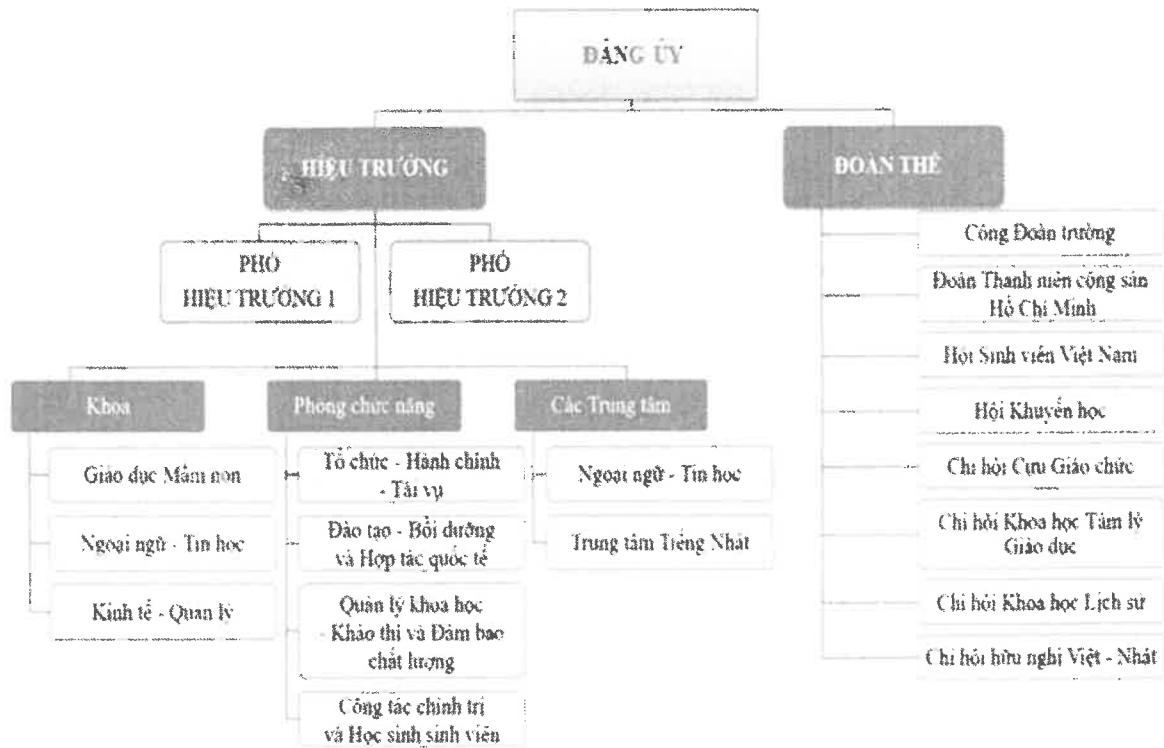 ĐẢNG ỦY
HIỆU TRƯỞNG
ĐOÀN THỂ
PHÓ
HIỆU TRƯỞNG 1
PHÓ
HIỆU TRƯỞNG 2
Khoa
Giáo dục Mầm non
Ngoại ngữ - Tin học
Kinh tế - Quản lý
Phòng chức năng
Tổ chức - Hành chính
- Tài vụ
Đào tạo - Bồi dưỡng
và Hợp tác quốc tế
Quản lý khoa học
- Khảo thí và Đảm bảo
chất lượng
Công tác chính trị
và Học sinh sinh viên
Các Trung tâm
Ngoại ngữ - Tin học
Trung tâm Tiếng Nhật
Công Đoàn trường
Đoàn Thanh niên cộng sản
Hồ Chí Minh
Hội Sinh viên Việt Nam
Hội Khuyến học
Chi hội Cựu Giáo chức
Chi hội Khoa học Tâm lý
Giáo dục
Chi hội Khoa học Lịch sử
Chi hội hữu nghị Việt - Nhật